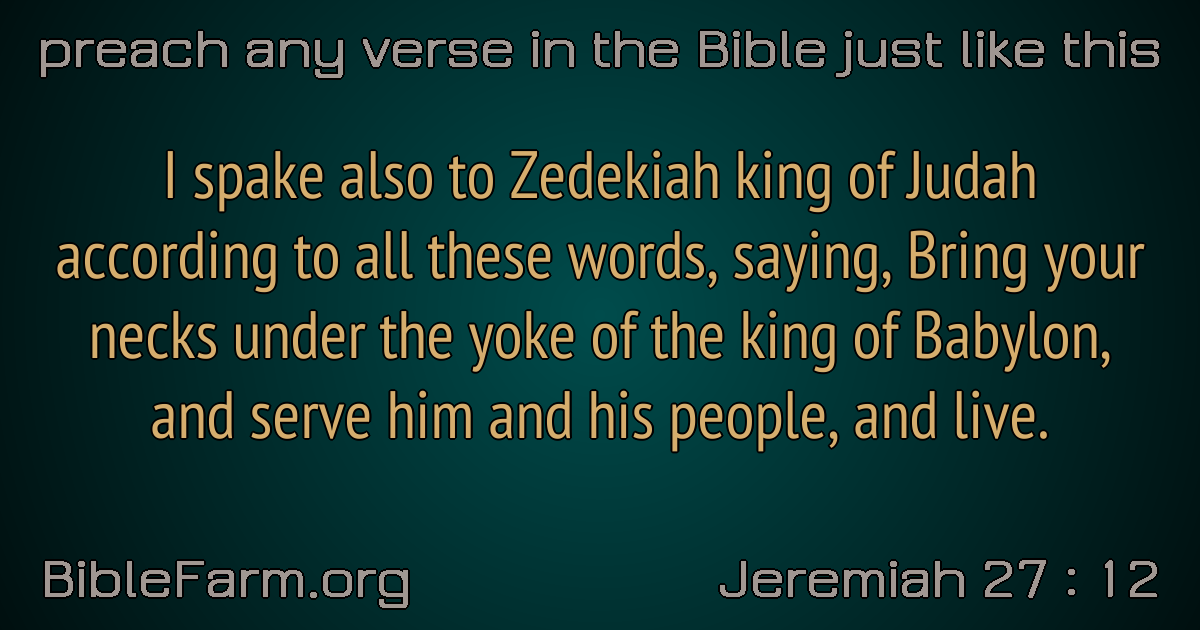 preach any verse in the Bible just like this
I spake also to Zedekiah king of Judah
according to all these words, saying, Bring your
necks under the yoke of the king of Babylon,
and serve him and his people, and live.
BibleFarm.org
Jeremiah 27 : 12